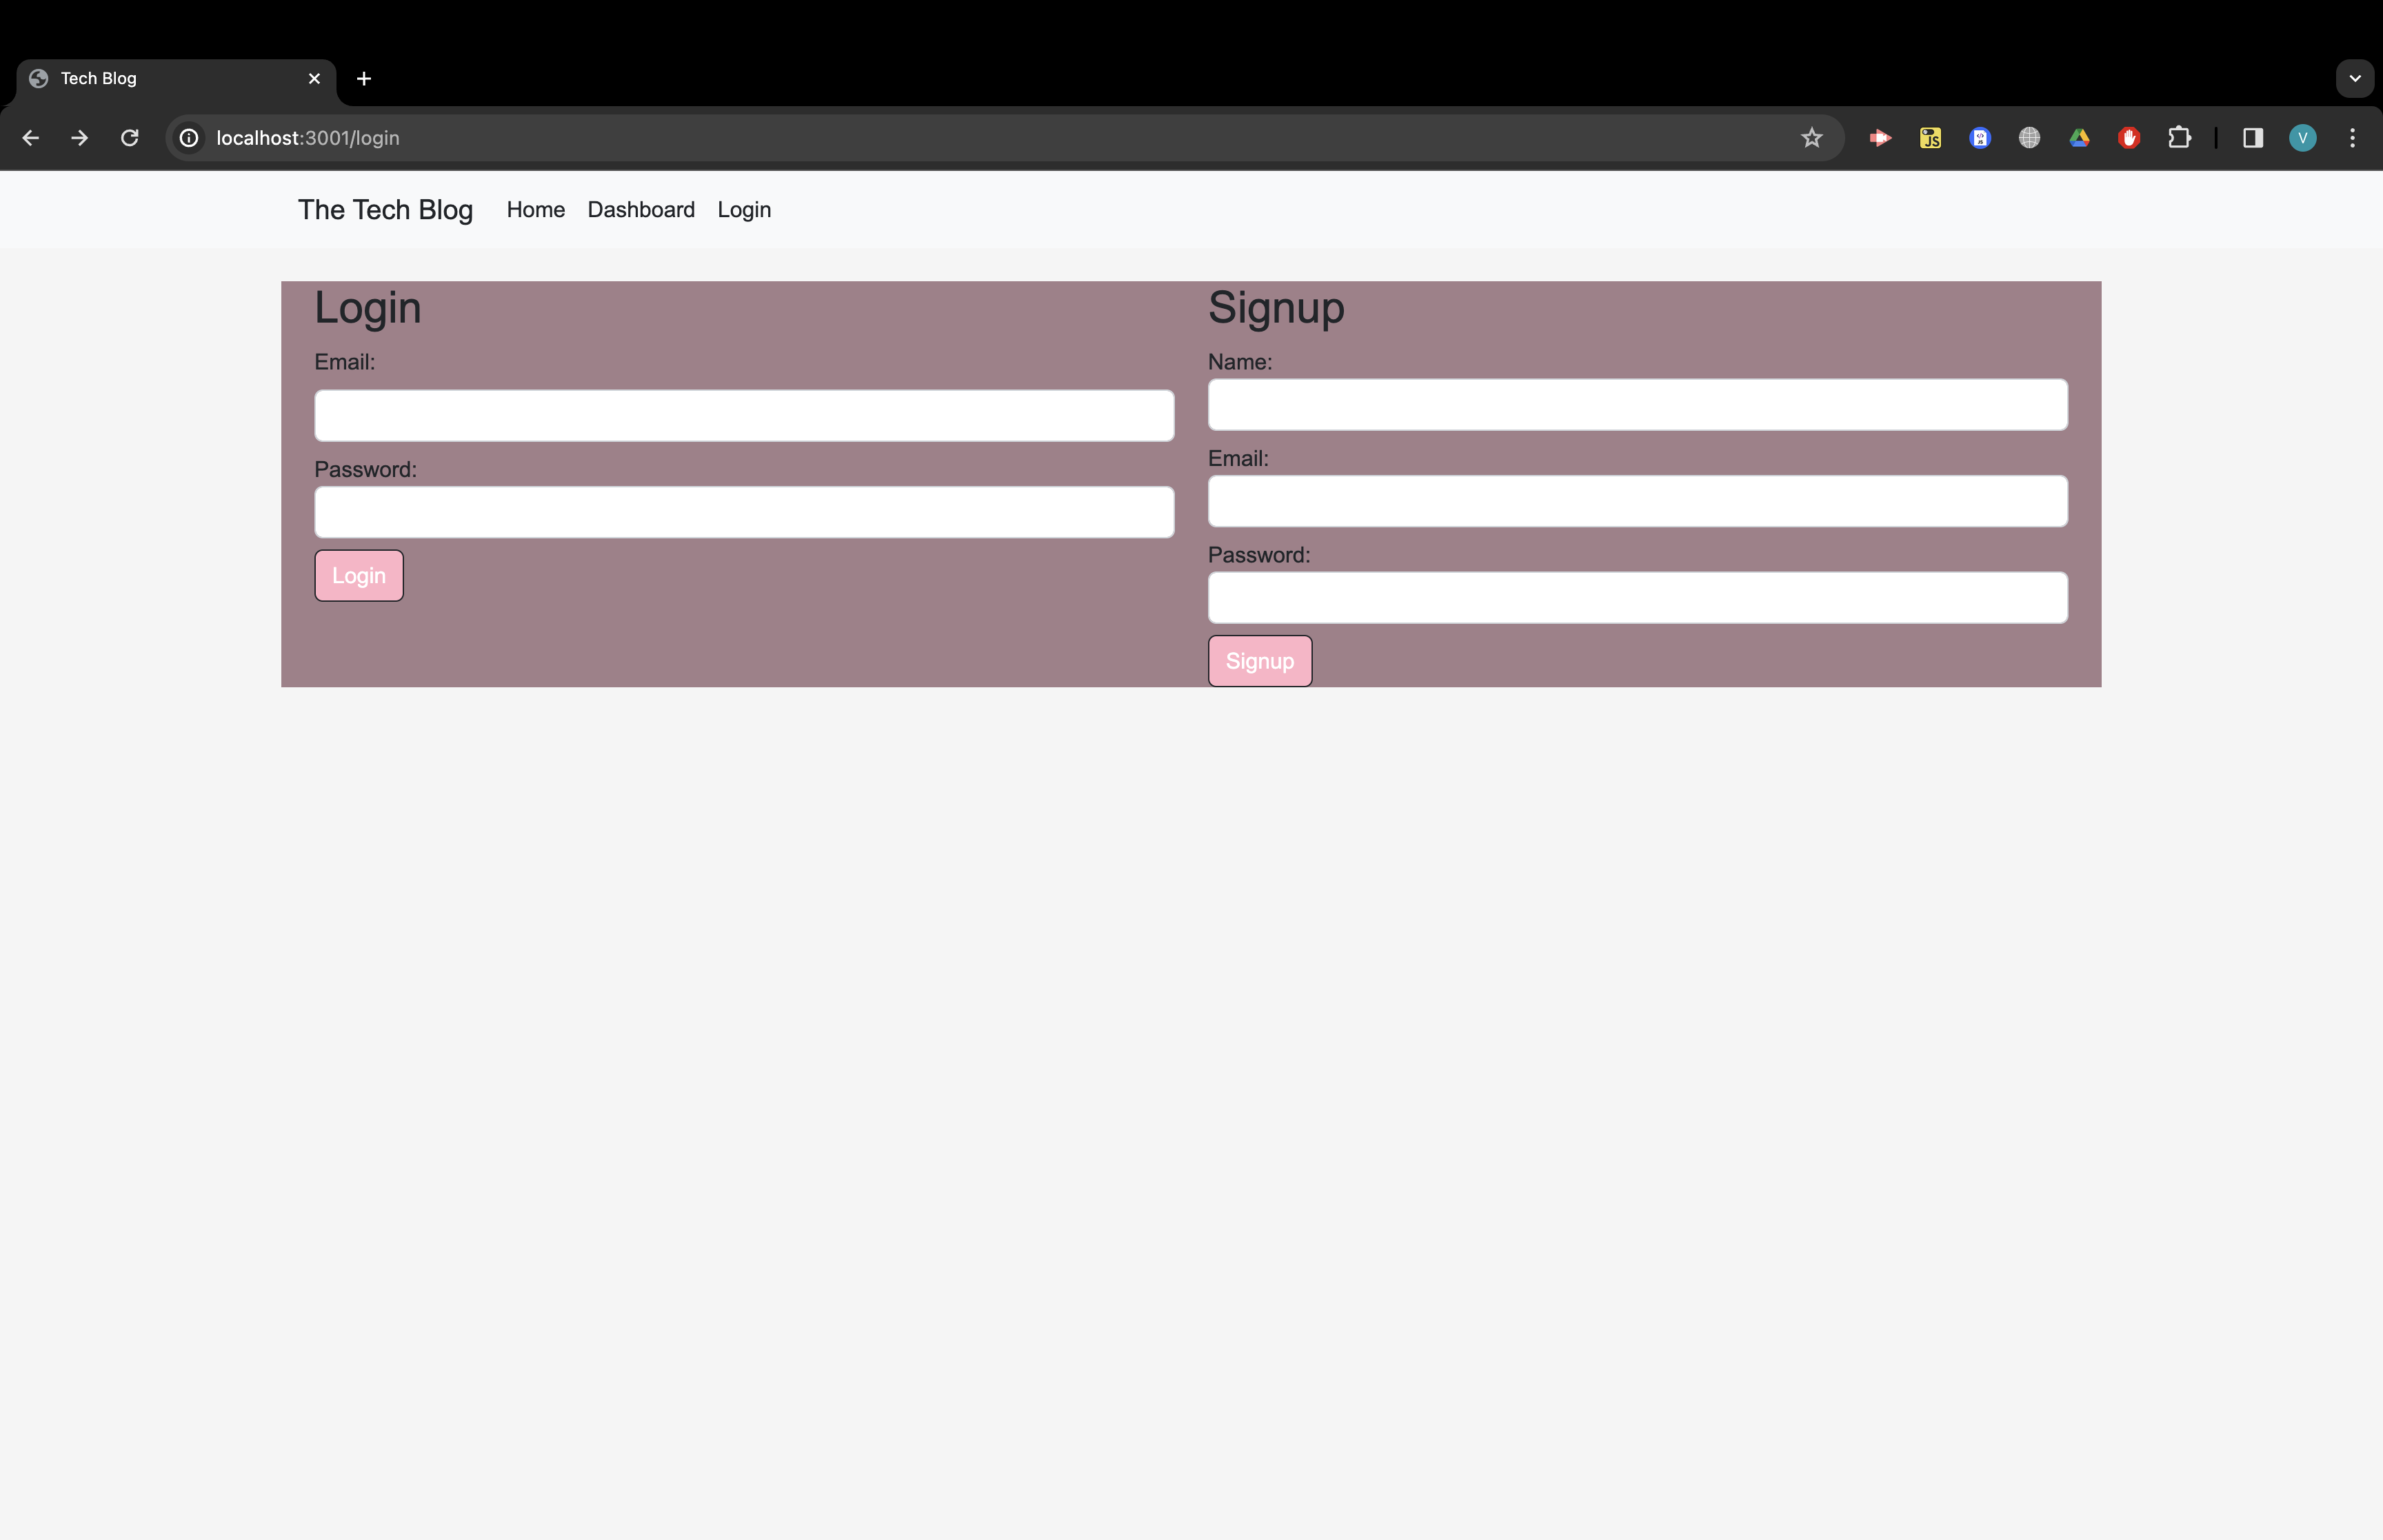 Tech Blog
localhost:3001/login
JS
V
The Tech Blog Home Dashboard Login
Login
Email:
Password:
Login
Signup
Name:
Email:
Password:
Signup